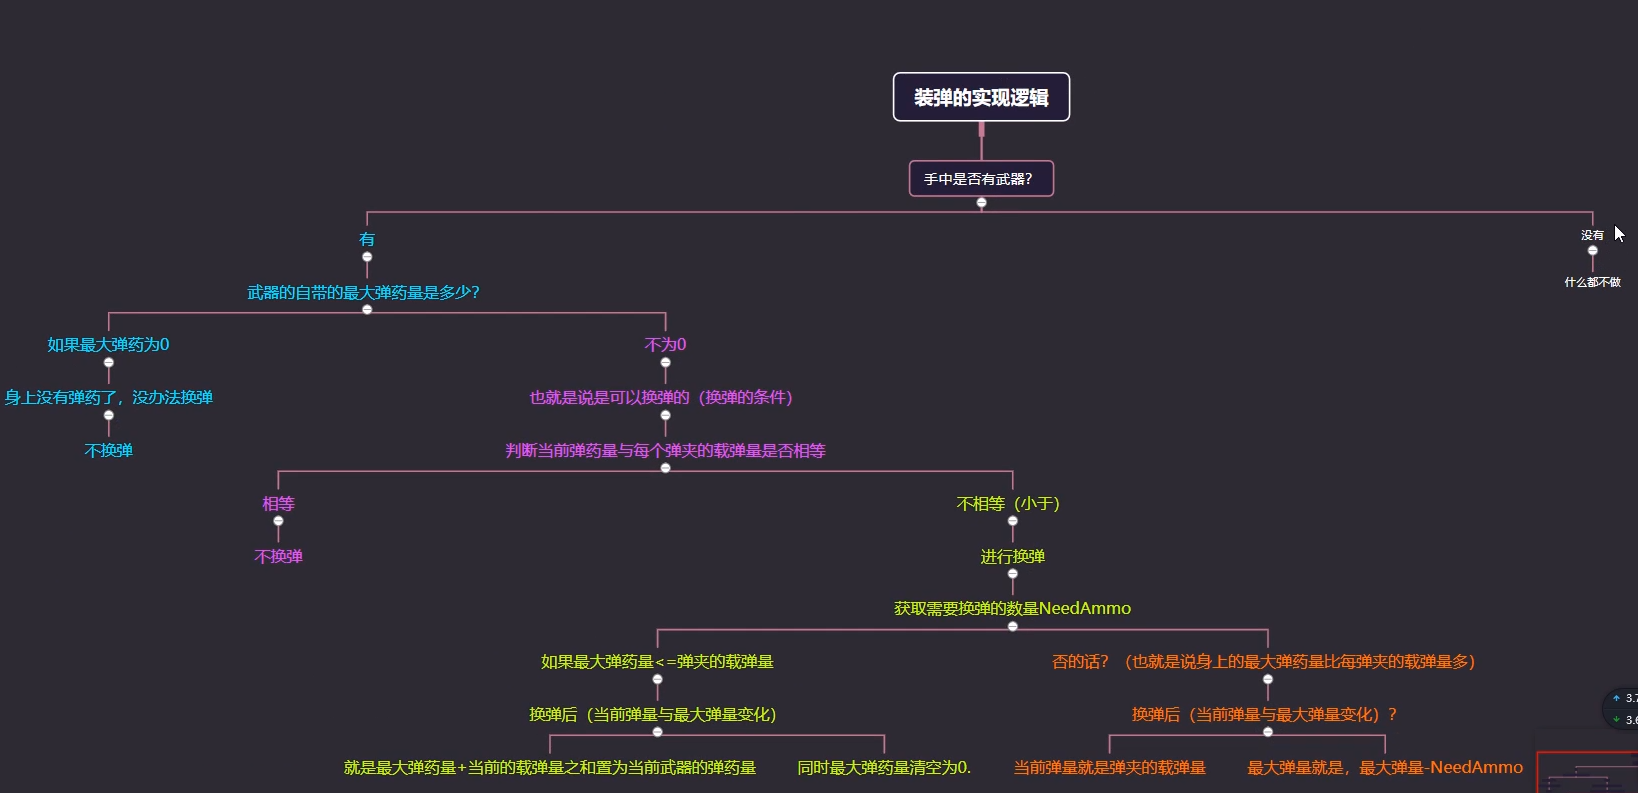 装弹的实现逻辑
手中是否有武器？
有
没有
武器的自带的最大弹药量是多少？
什么都不做
如果最大弹药为0
不为0
身上没有弹药了，没办法换弹
也就是说是可以换弹的（换弹的条件）
不换弹
判断当前弹药量与每个弹夹的载弹量是否相等
相等
不相等（小于）
不换弹
进行换弹
获取需要换弹的数量NeedAmmo
如果最大弹药量<=弹夹的载弹量
否的话？（也就是说身上的最大弹药量比每弹夹的载弹量多）
换弹后（当前弹量与最大弹量变化）
换弹后（当前弹量与最大弹量变化）?
就是最大弹药量+当前的载弹量之和置为当前武器的弹药量
同时最大弹药量清空为0.
当前弹量就是弹夹的载弹量
最大弹量就是，最大弹量-NeedAmmo